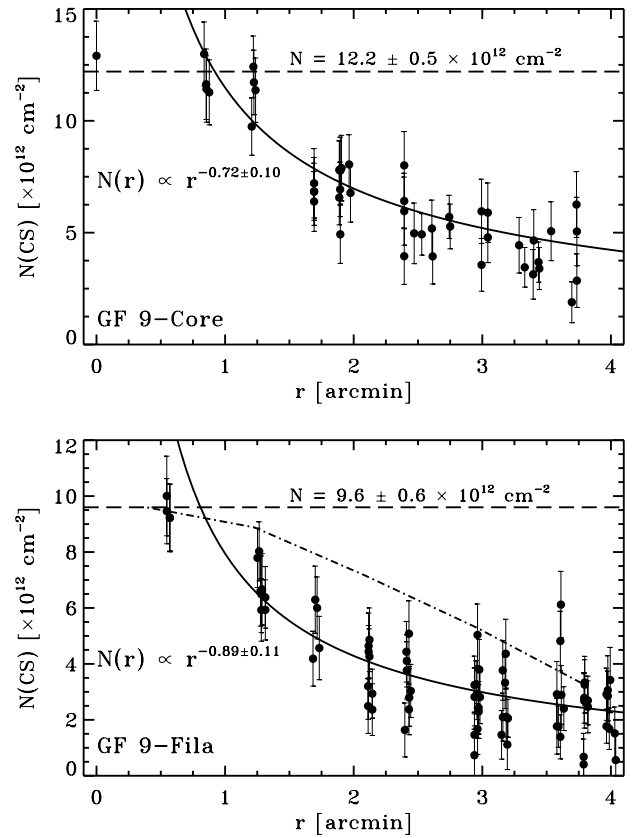 15
N = 12.2 ± 0.5 × 10¹² cm⁻²
10
N(r) ∝ r⁻⁰·⁷²±⁰·¹⁰
N(CS) [×10¹² cm⁻²]
5
GF 9-Core
0
0 1 2 3 4
r [arcmin]
12
N = 9.6 ± 0.6 × 10¹² cm⁻²
10
8
N(CS) [×10¹² cm⁻²]
6
N(r) ∝ r⁻⁰·⁸⁹±⁰·¹¹
4
2
GF 9-Fila
0
0 1 2 3 4
r [arcmin]